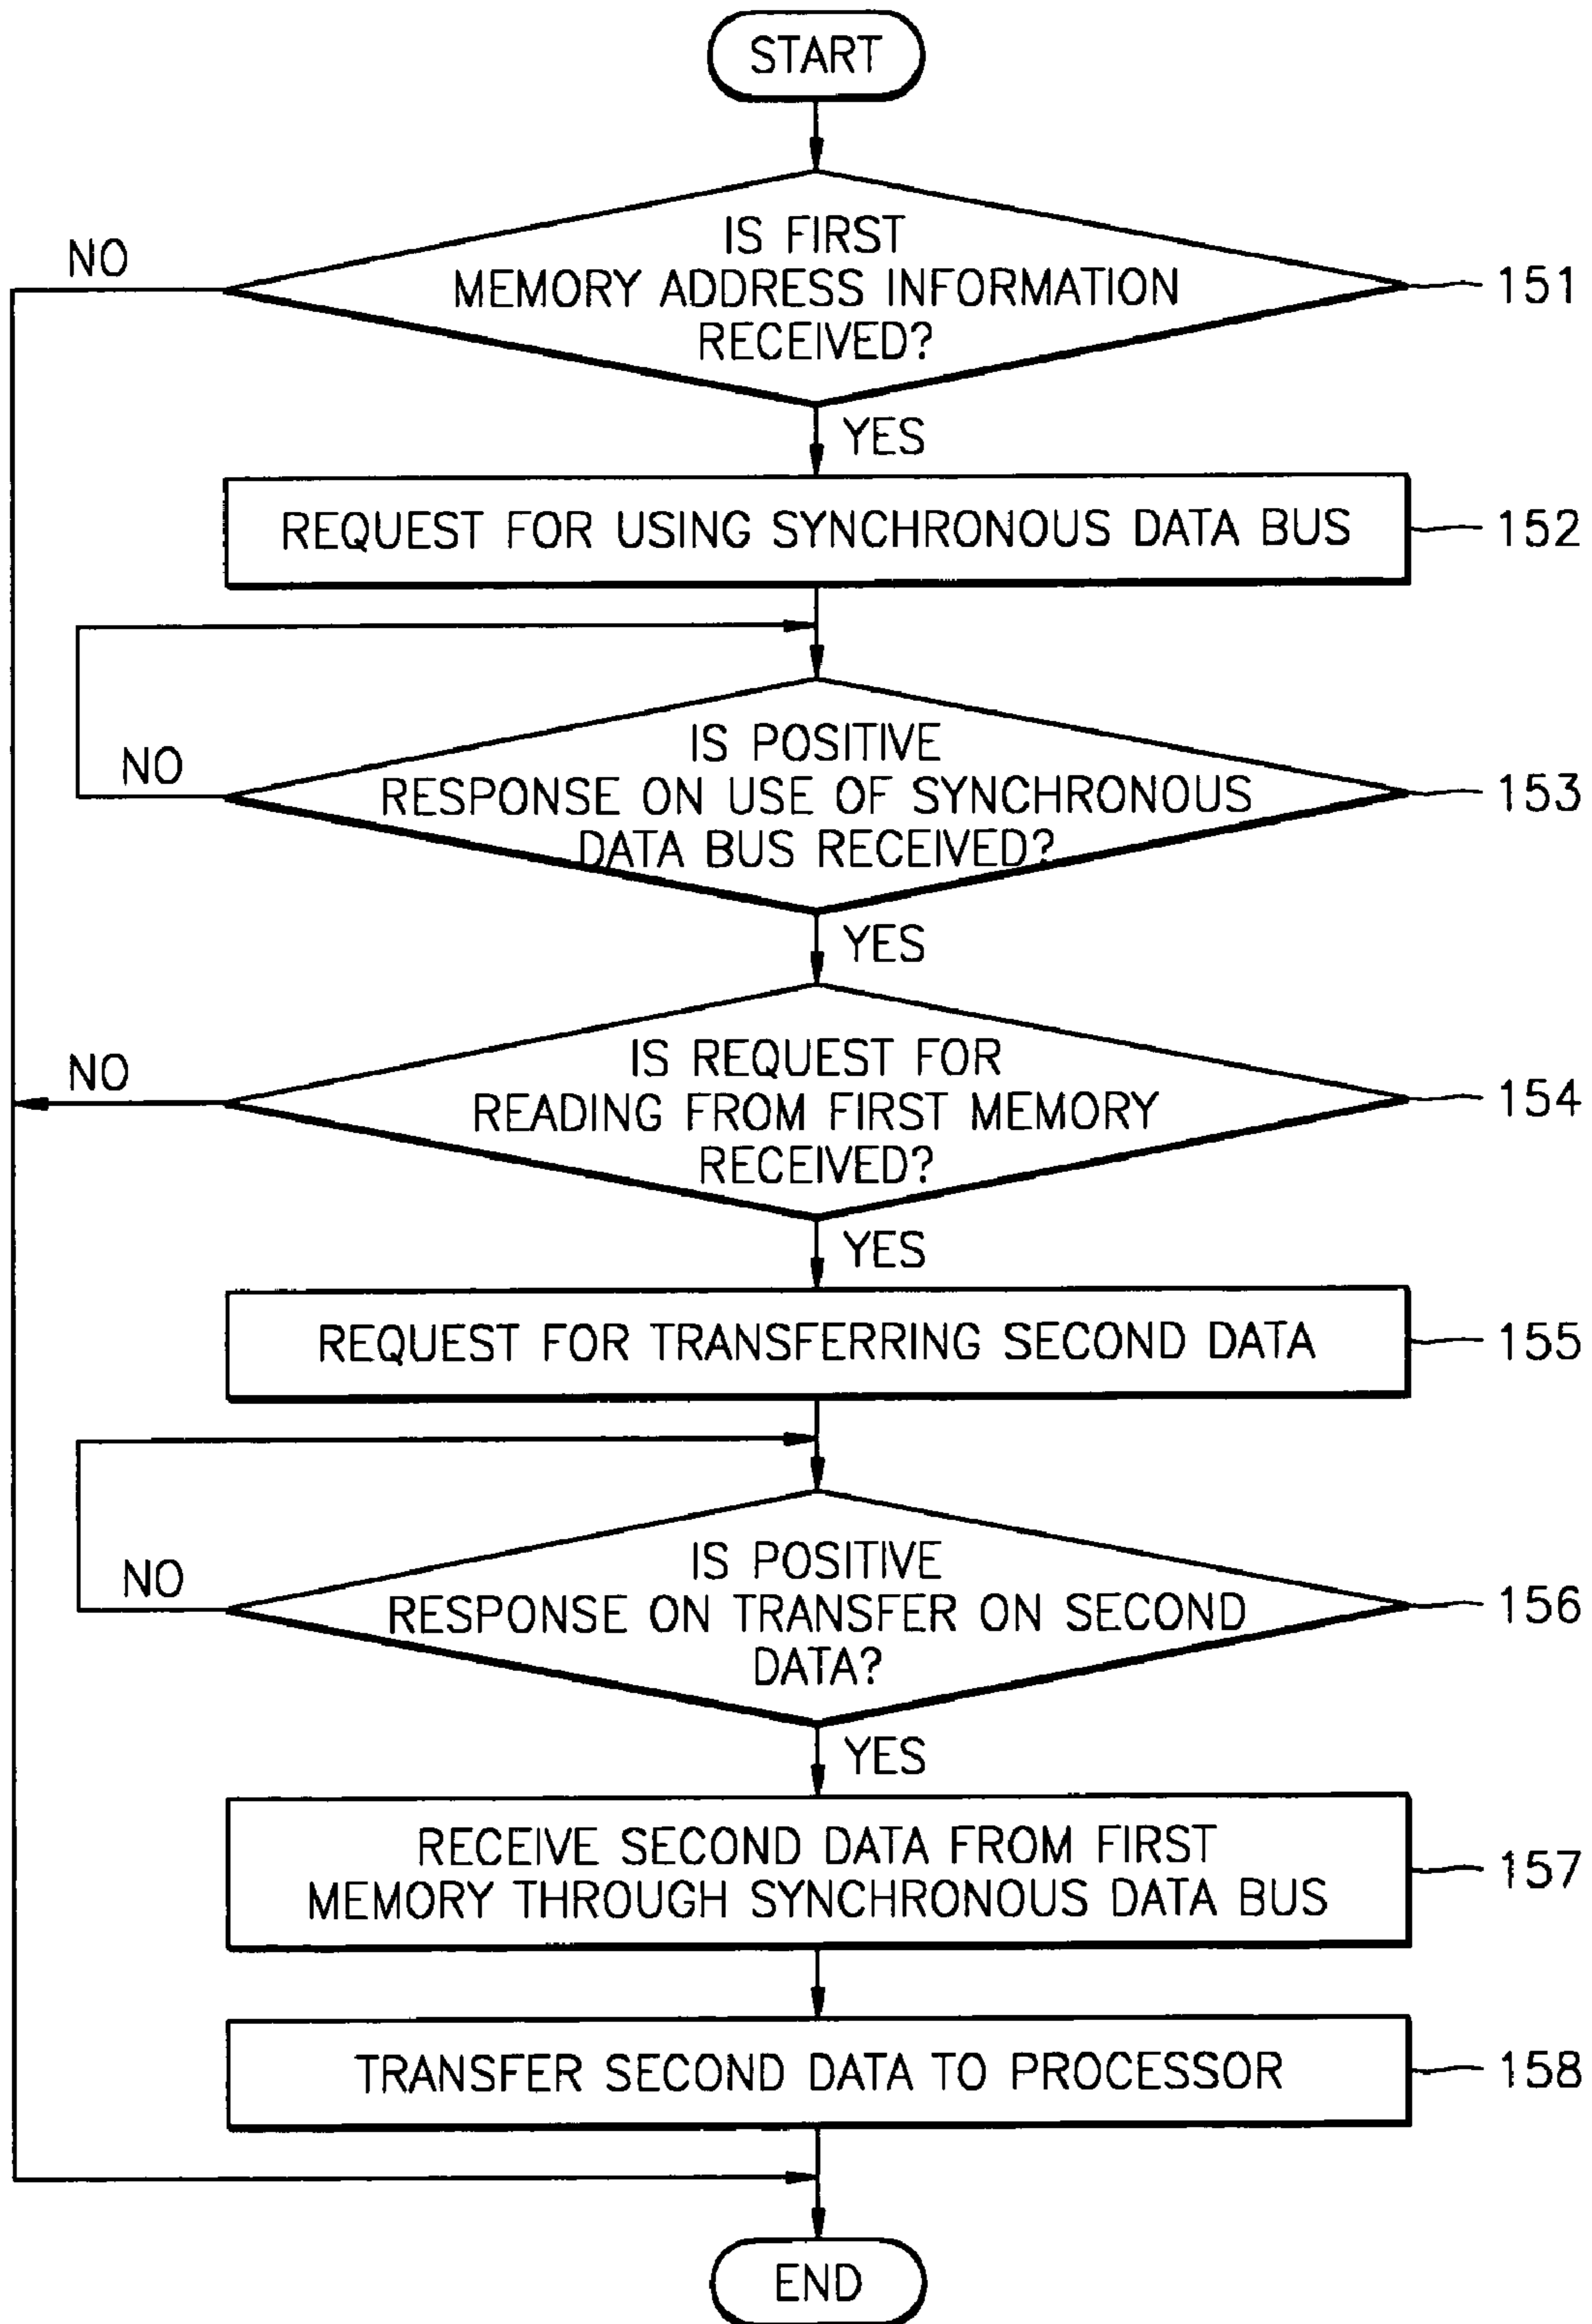 START
IS FIRST
MEMORY ADDRESS INFORMATION
RECEIVED?
NO
151
YES
REQUEST FOR USING SYNCHRONOUS DATA BUS
152
IS POSITIVE
RESPONSE ON USE OF SYNCHRONOUS
DATA BUS RECEIVED?
NO
153
YES
IS REQUEST FOR
READING FROM FIRST MEMORY
RECEIVED?
NO
154
YES
REQUEST FOR TRANSFERRING SECOND DATA
155
IS POSITIVE
RESPONSE ON TRANSFER ON SECOND
DATA?
NO
156
YES
RECEIVE SECOND DATA FROM FIRST
MEMORY THROUGH SYNCHRONOUS DATA BUS
157
TRANSFER SECOND DATA TO PROCESSOR
158
END